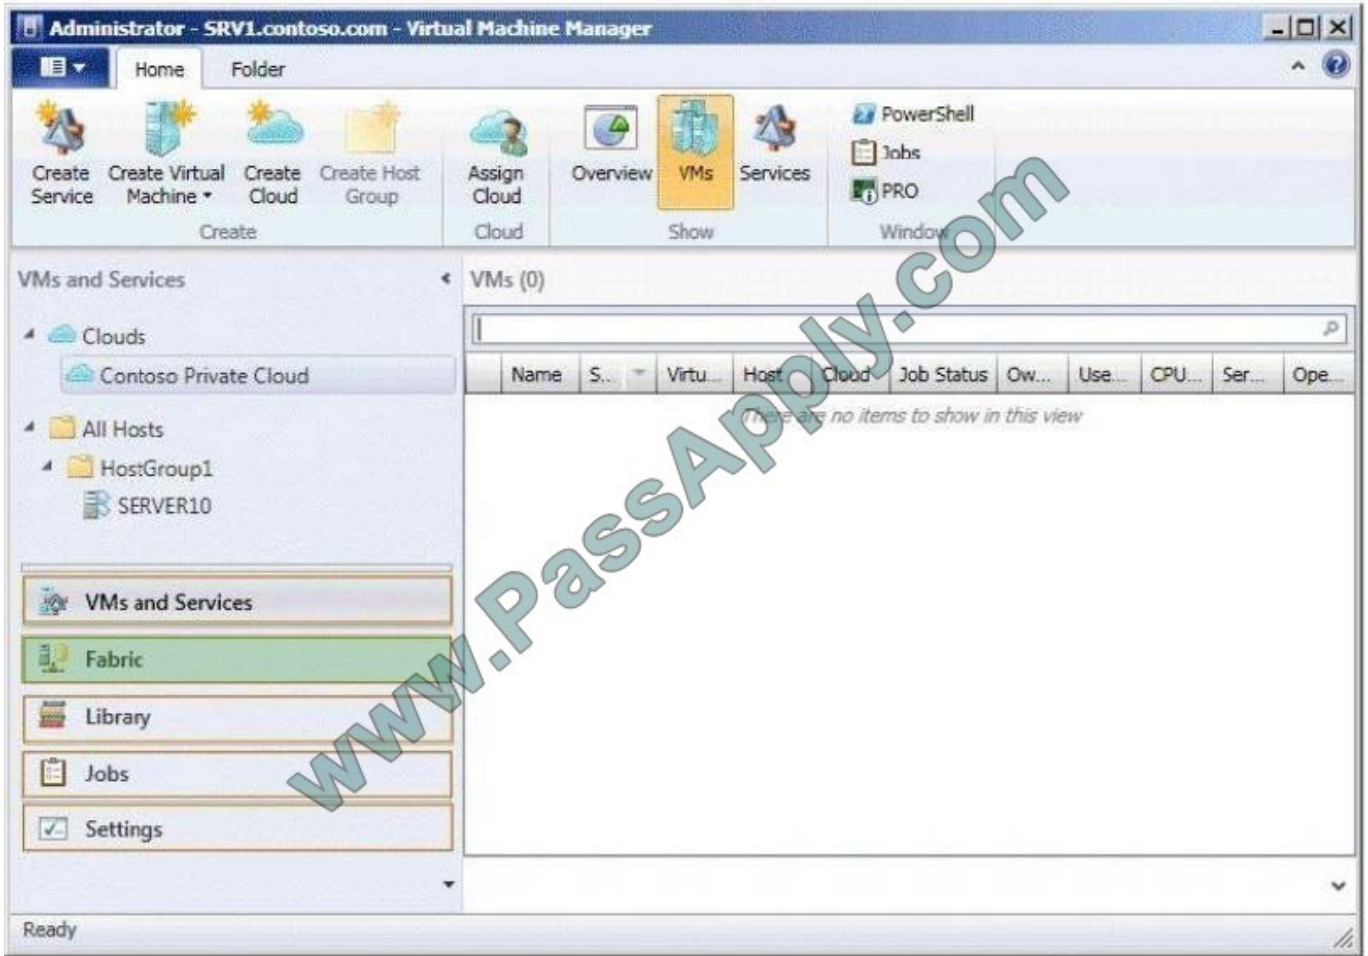 Administrator - SRV1.contoso.com - Virtual Machine Manager
Home Folder
Create Service
Create Virtual Machine
Create Cloud
Create Host Group
Assign Cloud
Overview
VMs
Services
PowerShell
Jobs
PRO
Create
Cloud
Show
Window
VMs and Services
VMs (0)
Clouds
Contoso Private Cloud
All Hosts
HostGroup1
SERVER10
Name S... Virtu... Host Cloud Job Status Ow... Use... CPU... Ser... Ope...
There are no items to show in this view
VMs and Services
Fabric
Library
Jobs
Settings
Ready
www.PassApply.com